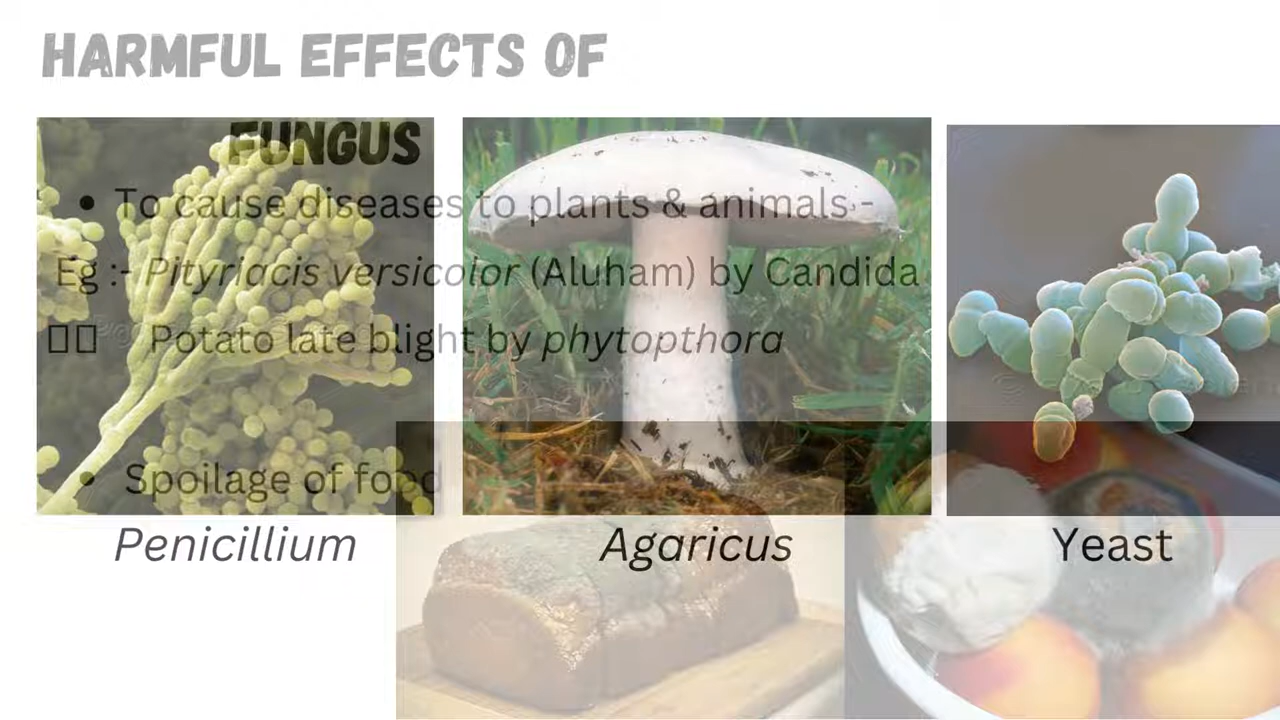 HARMFUL EFFECTS OF
FUNGUS
• To cause diseases to plants & animals -
Eg :- Pityriacis versicolor (Aluham) by Candida
Potato late blight by phytopthora
• Spoilage of food
Penicillium
Agaricus
Yeast